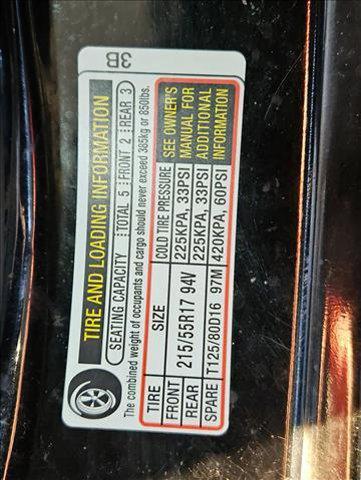 3B
TIRE AND LOADING INFORMATION
SEATING CAPACITY TOTAL 5 FRONT 2 REAR 3
The combined weight of occupants and cargo should never exceed 385kg or 850lbs.
TIRE SIZE COLD TIRE PRESSURE
FRONT 215/55R17 94V 225KPA, 33PSI
REAR 225KPA, 33PSI
SPARE T125/80D16 97M 420KPA, 60PSI
SEE OWNER'S
MANUAL FOR
ADDITIONAL
INFORMATION